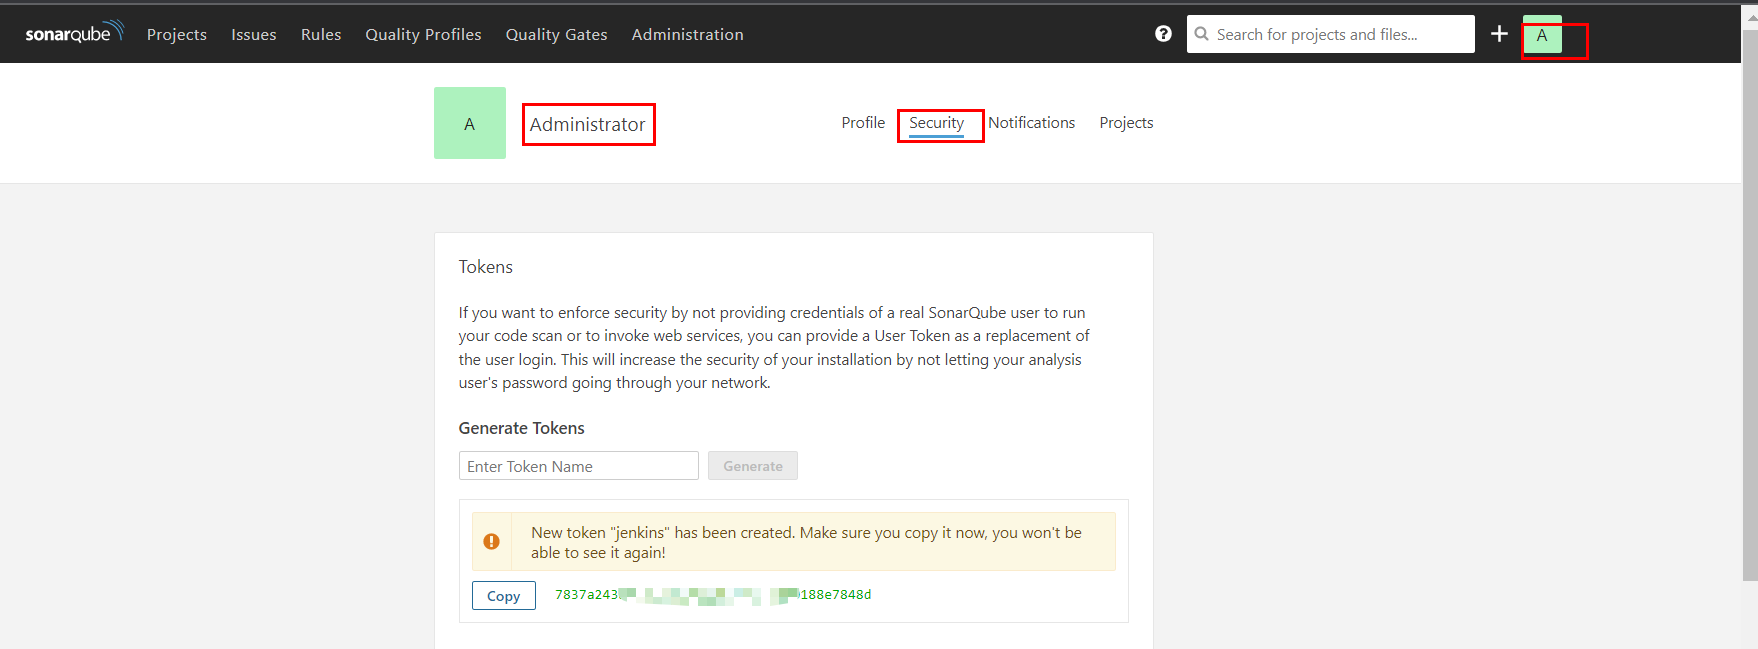 sonarqube Projects Issues Rules Quality Profiles Quality Gates Administration ? Search for projects and files... + A
A Administrator Profile Security Notifications Projects
Tokens
If you want to enforce security by not providing credentials of a real SonarQube user to run
your code scan or to invoke web services, you can provide a User Token as a replacement of
the user login. This will increase the security of your installation by not letting your analysis
user's password going through your network.
Generate Tokens
Enter Token Name Generate
New token "jenkins" has been created. Make sure you copy it now, you won't be
able to see it again!
Copy 7837a243 188e7848d